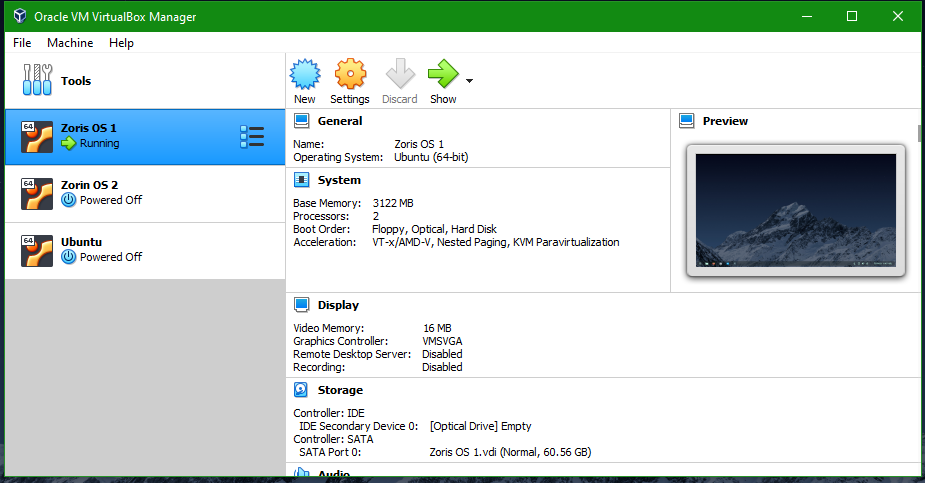 Oracle VM VirtualBox Manager
File Machine Help
Tools
New Settings Discard Show
64
Zoris OS 1
Running
64
Zorin OS 2
Powered Off
64
Ubuntu
Powered Off
General
Name: Zoris OS 1
Operating System: Ubuntu (64-bit)
System
Base Memory: 3122 MB
Processors: 2
Boot Order: Floppy, Optical, Hard Disk
Acceleration: VT-x/AMD-V, Nested Paging, KVM Paravirtualization
Preview
Display
Video Memory: 16 MB
Graphics Controller: VMSVGA
Remote Desktop Server: Disabled
Recording: Disabled
Storage
Controller: IDE
IDE Secondary Device 0: [Optical Drive] Empty
Controller: SATA
SATA Port 0: Zoris OS 1.vdi (Normal, 60.56 GB)
Audio